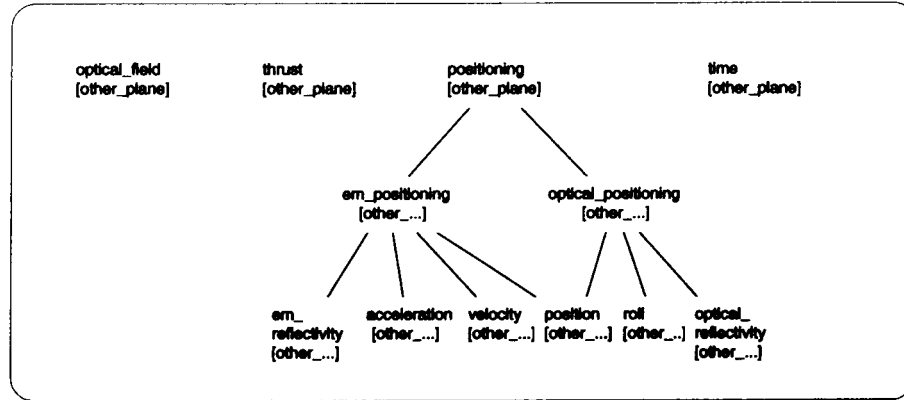 optical_field
[other_plane]
thrust
[other_plane]
positioning
[other_plane]
time
[other_plane]
em_positioning
[other_...]
optical_positioning
[other_...]
em_
reflectivity
[other_...]
acceleration
[other_...]
velocity
[other_...]
position
[other_...]
roll
[other_..]
optical_
reflectivity
[other_...]